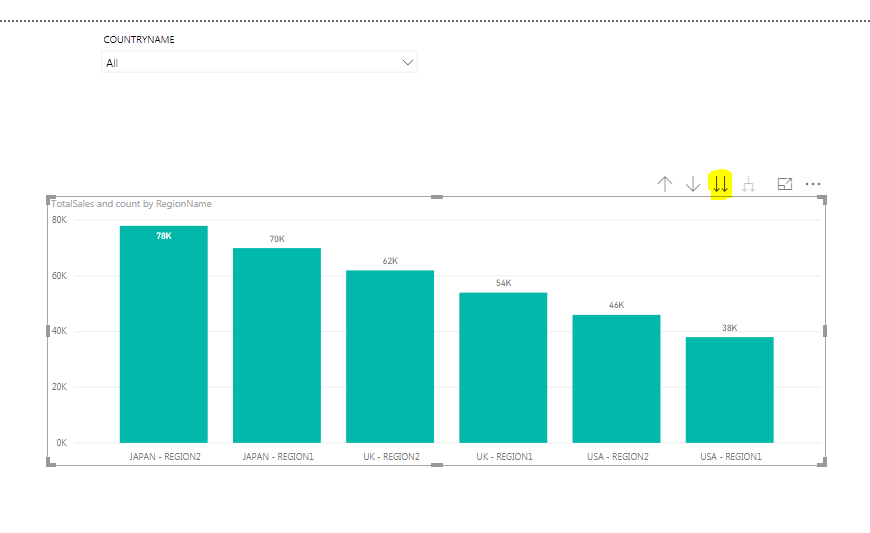 COUNTRYNAME
All
TotalSales and count by RegionName
80K
60K
40K
20K
0K
78K
70K
62K
54K
46K
38K
JAPAN - REGION2
JAPAN - REGION1
UK - REGION2
UK - REGION1
USA - REGION2
USA - REGION1